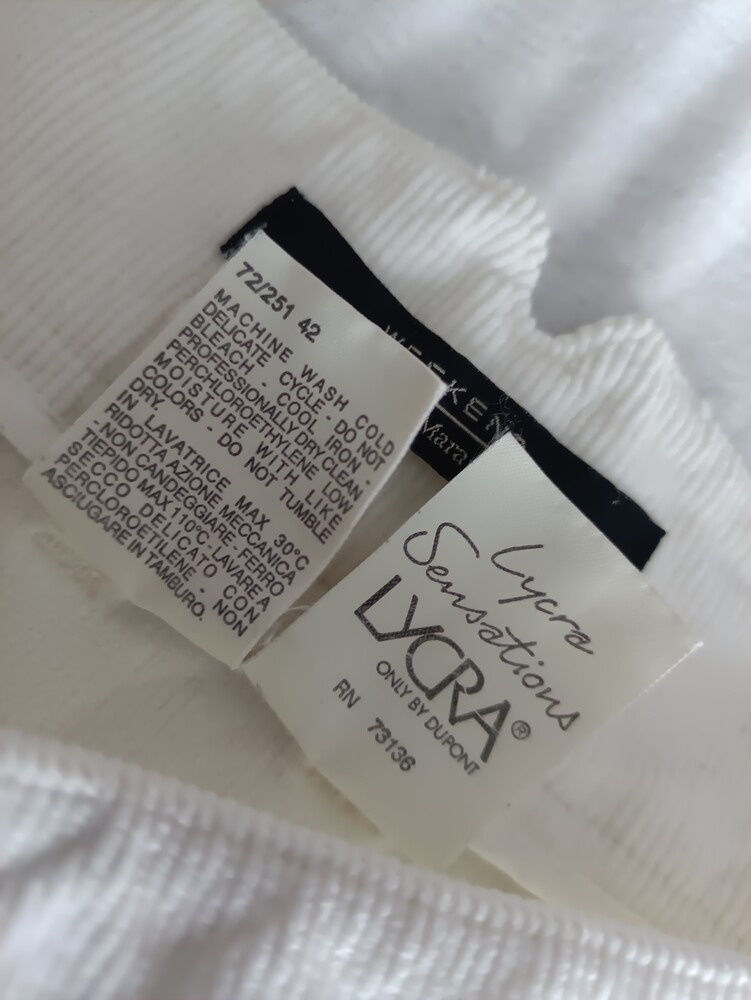 72/251 42
MACHINE WASH COLD
DELICATE CYCLE - DO NOT
BLEACH - COOL IRON -
PROFESSIONALLY DRY CLEAN
PERCHLOROETHYLENE LOW
MOISTURE WITH LIKE
COLORS - DO NOT TUMBLE
DRY.
IN LAVATRICE MAX 30°C
RIDOTTA AZIONE MECCANICA
- NON CANDEGGIARE - FERRO
TIEPIDO MAX 110°C - LAVARE A
SECCO DELICATO CON
PERCLOROETILENE - NON
ASCIUGARE IN TAMBURO.
WEEKEN
Mara
Lycra
Sensations
LYCRA®
ONLY BY DUPONT
RN 73136